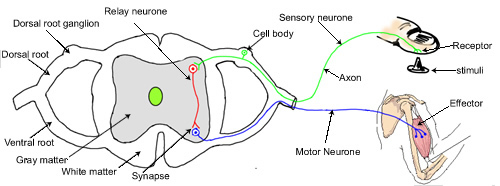 Relay neurone
Sensory neurone
Dorsal root ganglion
Cell body
Dorsal root
Receptor
Axon
stimuli
Effector
Ventral root
Gray matter
White matter
Synapse
Motor Neurone